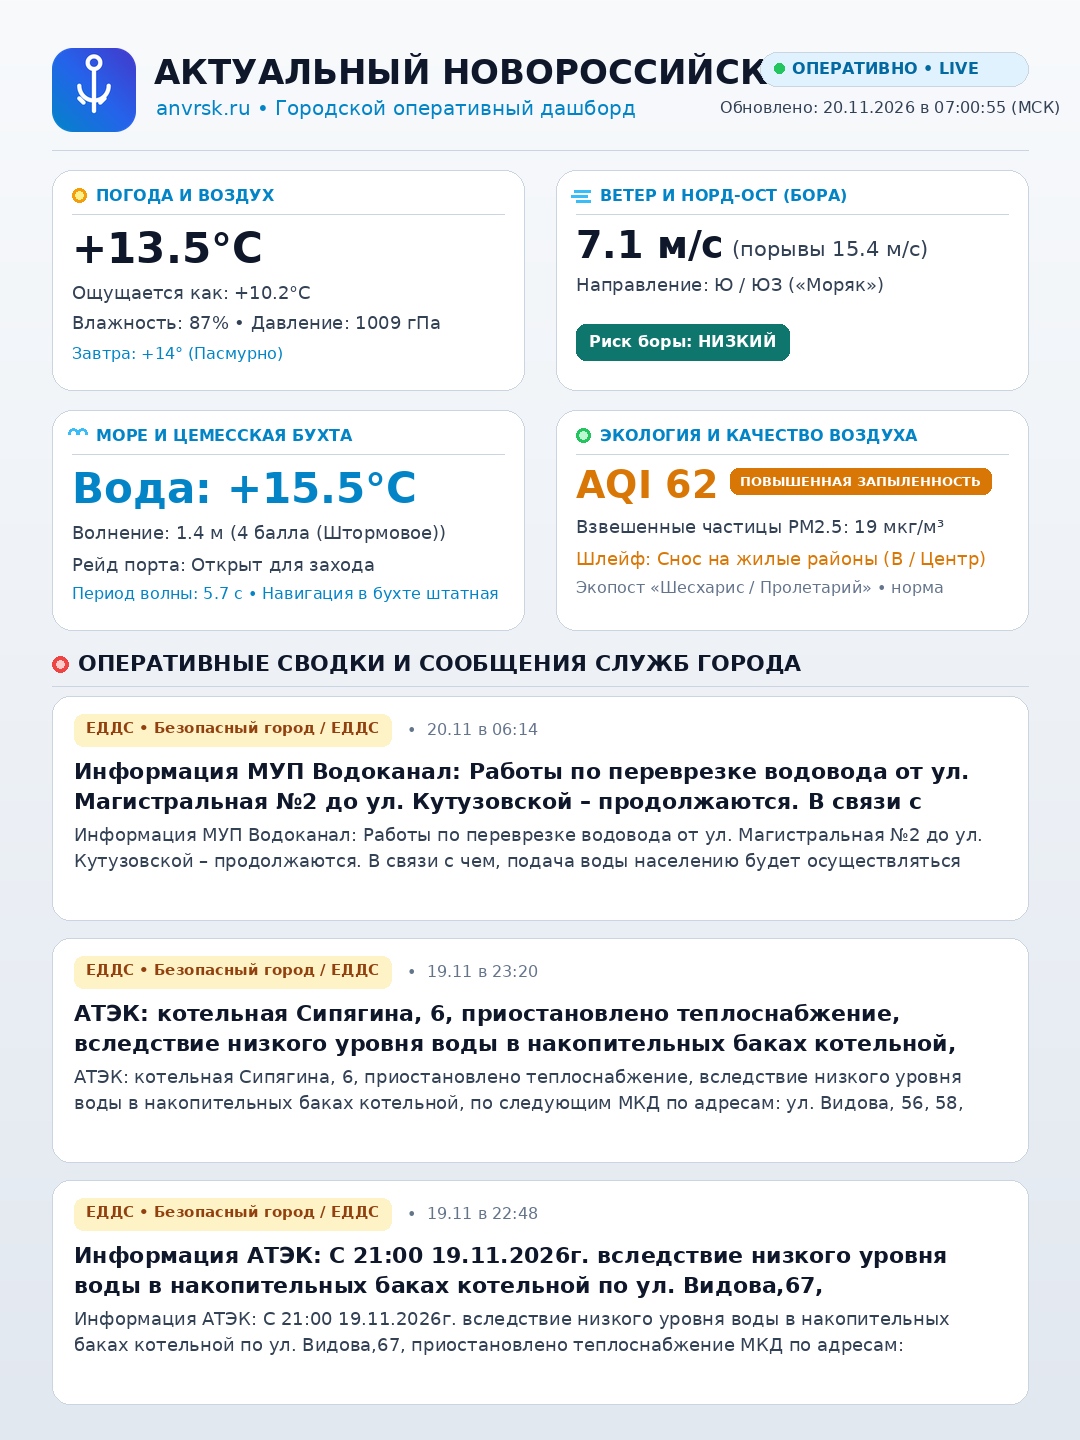 АКТУАЛЬНЫЙ НОВОРОССИЙСК
ОПЕРАТИВНО • LIVE
anvrsk.ru • Городской оперативный дашборд
Обновлено: 20.11.2026 в 07:00:55 (МСК)
ПОГОДА И ВОЗДУХ
+13.5°C
Ощущается как: +10.2°C
Влажность: 87% • Давление: 1009 гПа
Завтра: +14° (Пасмурно)
ВЕТЕР И НОРД-ОСТ (БОРА)
7.1 м/с (порывы 15.4 м/с)
Направление: Ю / ЮЗ («Моряк»)
Риск боры: НИЗКИЙ
МОРЕ И ЦЕМЕССКАЯ БУХТА
Вода: +15.5°C
Волнение: 1.4 м (4 балла (Штормовое))
Рейд порта: Открыт для захода
Период волны: 5.7 с • Навигация в бухте штатная
ЭКОЛОГИЯ И КАЧЕСТВО ВОЗДУХА
AQI 62 ПОВЫШЕННАЯ ЗАПЫЛЕННОСТЬ
Взвешенные частицы PM2.5: 19 мкг/м³
Шлейф: Снос на жилые районы (В / Центр)
Экопост «Шесхарис / Пролетарий» • норма
ОПЕРАТИВНЫЕ СВОДКИ И СООБЩЕНИЯ СЛУЖБ ГОРОДА
ЕДДС • Безопасный город / ЕДДС • 20.11 в 06:14
Информация МУП Водоканал: Работы по переврезке водовода от ул.
Магистральная №2 до ул. Кутузовской – продолжаются. В связи с
Информация МУП Водоканал: Работы по переврезке водовода от ул. Магистральная №2 до ул.
Кутузовской – продолжаются. В связи с чем, подача воды населению будет осуществляться
ЕДДС • Безопасный город / ЕДДС • 19.11 в 23:20
АТЭК: котельная Сипягина, 6, приостановлено теплоснабжение,
вследствие низкого уровня воды в накопительных баках котельной,
АТЭК: котельная Сипягина, 6, приостановлено теплоснабжение, вследствие низкого уровня
воды в накопительных баках котельной, по следующим МКД по адресам: ул. Видова, 56, 58,
ЕДДС • Безопасный город / ЕДДС • 19.11 в 22:48
Информация АТЭК: С 21:00 19.11.2026г. вследствие низкого уровня
воды в накопительных баках котельной по ул. Видова,67,
Информация АТЭК: С 21:00 19.11.2026г. вследствие низкого уровня воды в накопительных
баках котельной по ул. Видова,67, приостановлено теплоснабжение МКД по адресам: